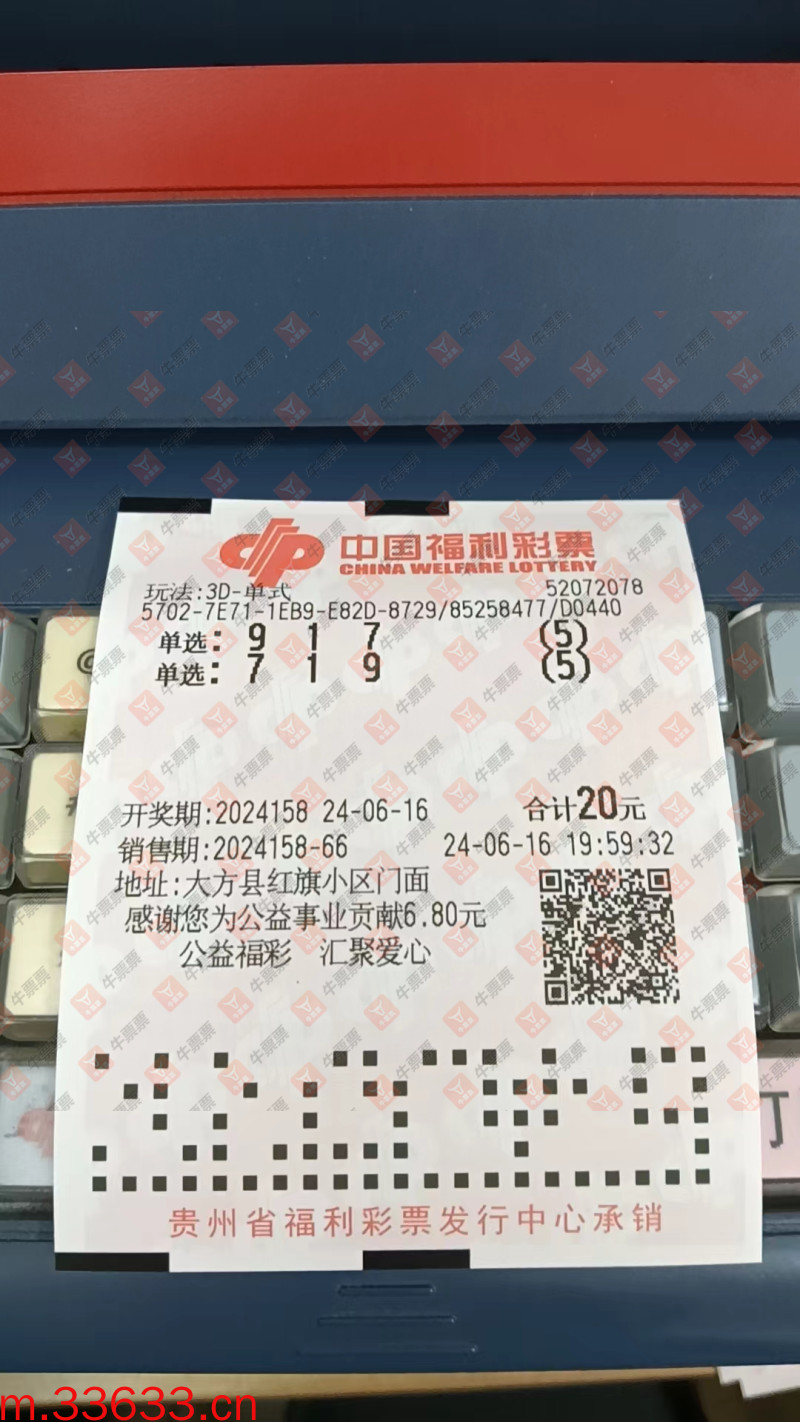 中国福利彩票
CHINA WELFARE LOTTERY
玩法:3D-单式 52072078
5702-7E71-1EB9-E82D-8729/85258477/D0440
单选: 9 1 7 (5)
单选: 7 1 9 (5)
开奖期:2024158 24-06-16 合计20元
销售期:2024158-66 24-06-16 19:59:32
地址:大方县红旗小区门面
感谢您为公益事业贡献6.80元
公益福彩 汇聚爱心
贵州省福利彩票发行中心承销
牛票票
m.33633.cn